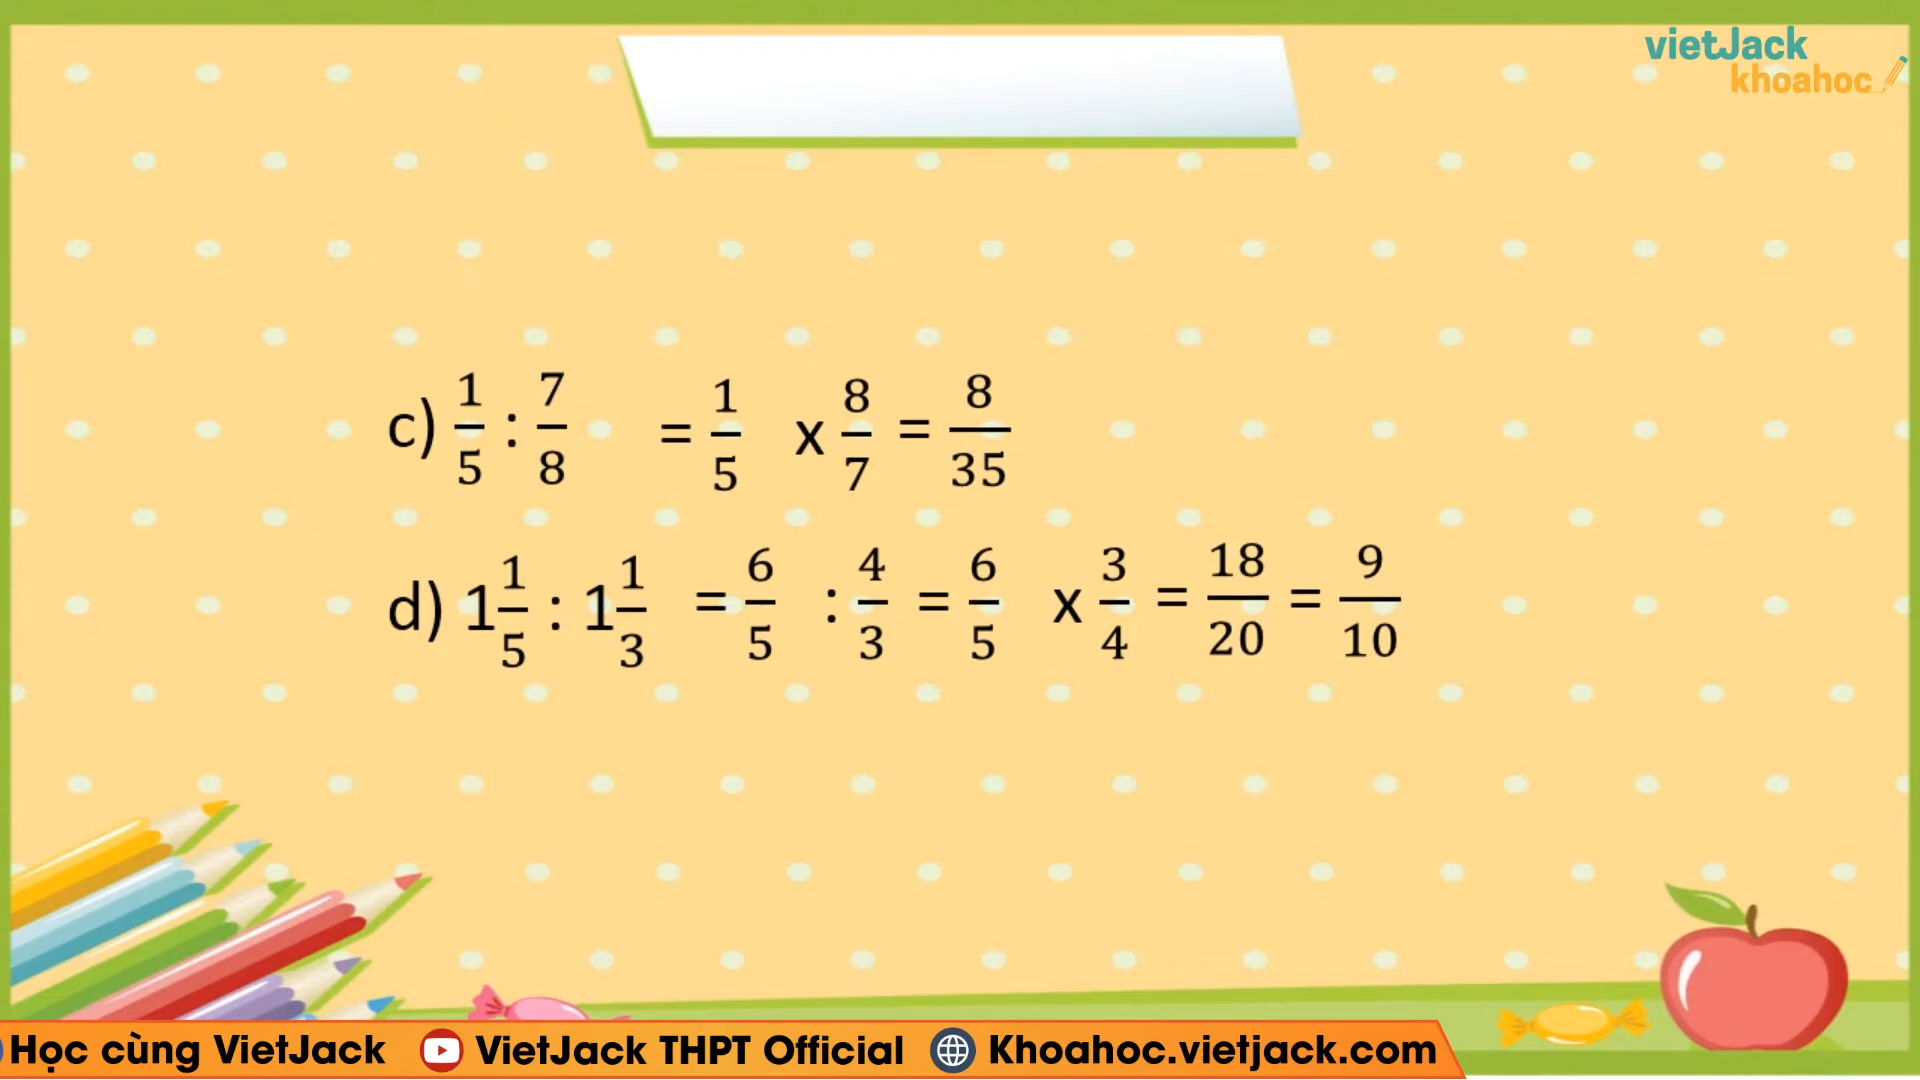 vietJack
khoahoc
c) 1/5 : 7/8 = 1/5 x 8/7 = 8/35
d) 1 1/5 : 1 1/3 = 6/5 : 4/3 = 6/5 x 3/4 = 18/20 = 9/10
Học cùng VietJack VietJack THPT Official Khoahoc.vietjack.com